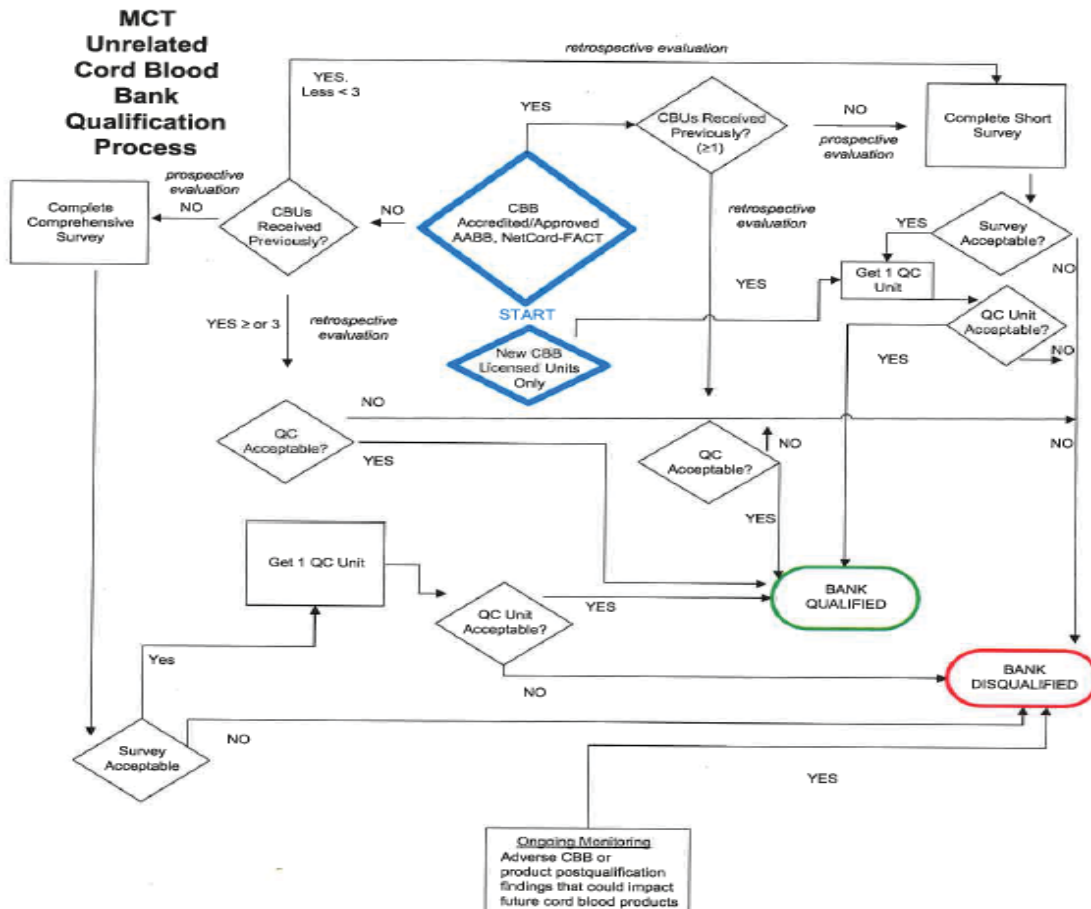 MCT
Unrelated
Cord Blood
Bank
Qualification
Process
retrospective evaluation
YES.
Less < 3
YES
CBUs Received
Previously?
(≥1)
NO
prospective
evaluation
Complete Short
Survey
prospective
evaluation
NO
Complete
Comprehensive
Survey
CBUs
Received
Previously?
NO
CBB
Accredited/Approved
AABB, NetCord-FACT
retrospective
evaluation
YES
Survey
Acceptable?
NO
YES
Get 1 QC
Unit
START
YES ≥ or 3
retrospective
evaluation
New CBB
Licensed Units
Only
QC Unit
Acceptable?
YES
NO
NO
QC
Acceptable?
YES
QC
Acceptable?
NO
NO
YES
Get 1 QC Unit
QC Unit
Acceptable?
YES
BANK
QUALIFIED
Yes
NO
BANK
DISQUALIFIED
Survey
Acceptable
NO
YES
Ongoing Monitoring
Adverse CBB or
product postqualification
findings that could impact
future cord blood products